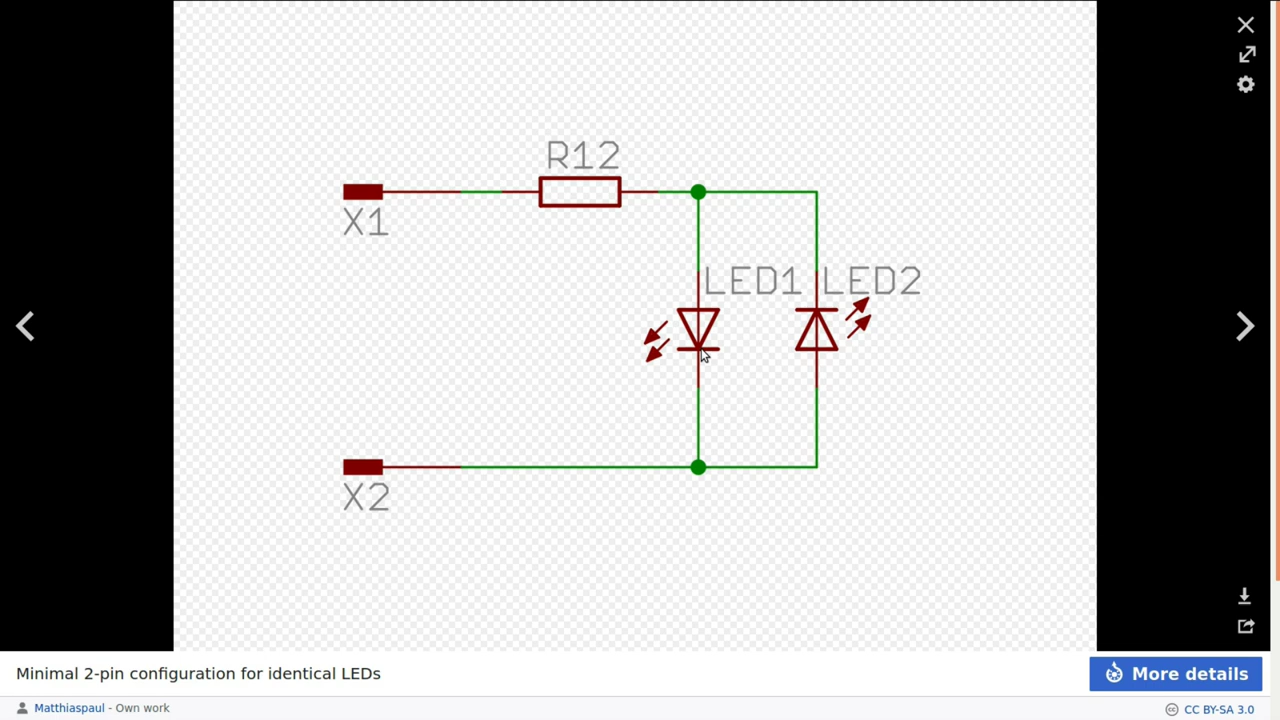 R12
X1
LED1 LED2
X2
Minimal 2-pin configuration for identical LEDs
More details
Matthiaspaul - Own work
cc CC BY-SA 3.0